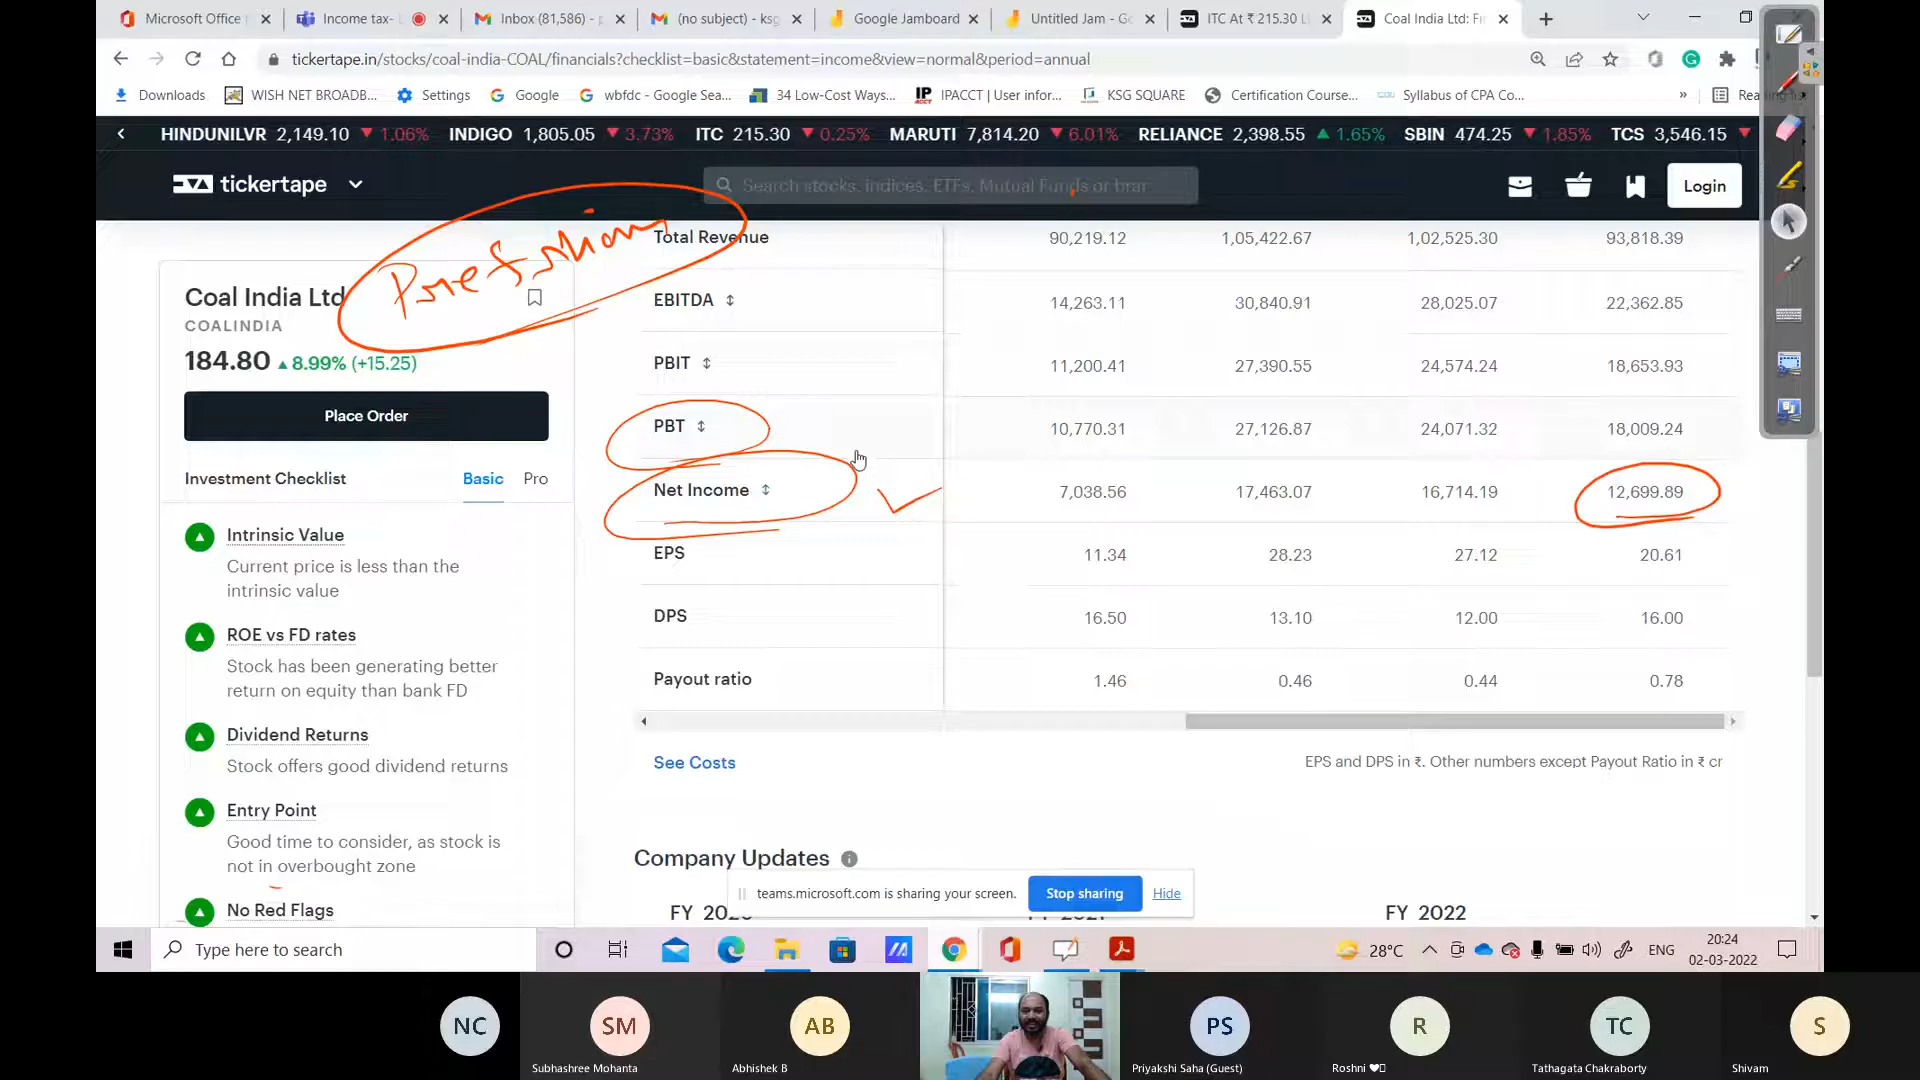 Microsoft Office
Income tax-
Inbox (81,586) - p
(no subject) - ksg
Google Jamboard
Untitled Jam - Go
ITC At ₹ 215.30 L
Coal India Ltd: Fi
tickertape.in/stocks/coal-india-COAL/financials?checklist=basic&statement=income&view=normal&period=annual
Downloads
WISH NET BROADB...
Settings
Google
wbfdc - Google Sea...
34 Low-Cost Ways...
IPACCT | User infor...
KSG SQUARE
Certification Course...
Syllabus of CPA Co...
»
HINDUNILVR 2,149.10 ▼ 1.06% INDIGO 1,805.05 ▼ 3.73% ITC 215.30 ▼ 0.25% MARUTI 7,814.20 ▼ 6.01% RELIANCE 2,398.55 ▲ 1.65% SBIN 474.25 ▼ 1.85% TCS 3,546.15 ▼
tickertape
Search stocks, indices, ETFs, Mutual Funds or bran
Login
Coal India Ltd
COALINDIA
184.80 ▲ 8.99% (+15.25)
Place Order
Investment Checklist Basic Pro
Intrinsic Value
Current price is less than the
intrinsic value
ROE vs FD rates
Stock has been generating better
return on equity than bank FD
Dividend Returns
Stock offers good dividend returns
Entry Point
Good time to consider, as stock is
not in overbought zone
No Red Flags
Total Revenue 90,219.12 1,05,422.67 1,02,525.30 93,818.39
EBITDA 14,263.11 30,840.91 28,025.07 22,362.85
PBIT 11,200.41 27,390.55 24,574.24 18,653.93
PBT 10,770.31 27,126.87 24,071.32 18,009.24
Net Income 7,038.56 17,463.07 16,714.19 12,699.89
EPS 11.34 28.23 27.12 20.61
DPS 16.50 13.10 12.00 16.00
Payout ratio 1.46 0.46 0.44 0.78
See Costs
EPS and DPS in ₹. Other numbers except Payout Ratio in ₹ cr
Company Updates
FY FY 2022
teams.microsoft.com is sharing your screen. Stop sharing Hide
Type here to search
28°C
ENG
20:24
02-03-2022
NC
SM
AB
PS
R
TC
S
Subhashree Mohanta
Abhishek B
Priyakshi Saha (Guest)
Roshni
Tathagata Chakraborty
Shivam